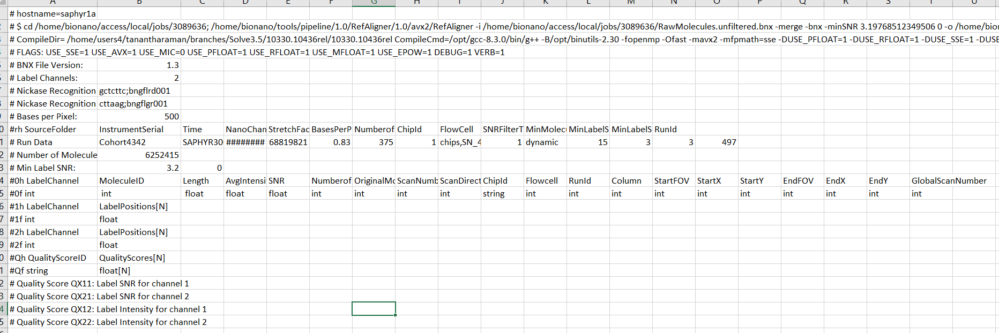 A B C D E F G H I J K L M N O P Q R S T U
# hostname=saphyr1a
# $ cd /home/bionano/access/local/jobs/3089636; /home/bionano/tools/pipeline/1.0/RefAligner/1.0/avx2/RefAligner -i /home/bionano/access/local/jobs/3089636/RawMolecules.unfiltered.bnx -merge -bnx -minSNR 3.19768512349506 0 -o /home/bio
# CompileDir= /home/users4/tanantharaman/branches/Solve3.5/10330.10436rel/10330.10436rel CompileCmd=/opt/gcc-8.3.0/bin/g++ -B/opt/binutils-2.30 -fopenmp -Ofast -mavx2 -mfpmath=sse -DUSE_PFLOAT=1 -DUSE_RFLOAT=1 -DUSE_SSE=1 -DUSE
# FLAGS: USE_SSE=1 USE_AVX=1 USE_MIC=0 USE_PFLOAT=1 USE_RFLOAT=1 USE_MFLOAT=1 USE_EPOW=1 DEBUG=1 VERB=1
# BNX File Version: 1.3
# Label Channels: 2
# Nickase Recognition gctcttc;bngflrd001
# Nickase Recognition cttaag;bngflgr001
# Bases per Pixel: 500
#rh SourceFolder InstrumentSerial Time NanoChan StretchFac BasesPerP Numberof ChipId FlowCell SNRFilterT MinMolec MinLabelS MinLabelS RunId
# Run Data Cohort4342 SAPHYR30 ######## 68819821 0.83 375 1 chips,SN_4 1 dynamic 15 3 3 497
# Number of Molecule 6252415
# Min Label SNR: 3.2 0
#0h LabelChannel MoleculeID Length AvgIntensi SNR Numberof OriginalMo ScanNumb ScanDirect ChipId Flowcell RunId Column StartFOV StartX StartY EndFOV EndX EndY GlobalScanNumber
#0f int int float float float int int int int string int int int int int int int int int int
#1h LabelChannel LabelPositions[N]
#1f int float
#2h LabelChannel LabelPositions[N]
#2f int float
#Qh QualityScoreID QualityScores[N]
#Qf string float[N]
# Quality Score QX11: Label SNR for channel 1
# Quality Score QX21: Label SNR for channel 2
# Quality Score QX12: Label Intensity for channel 1
# Quality Score QX22: Label Intensity for channel 2